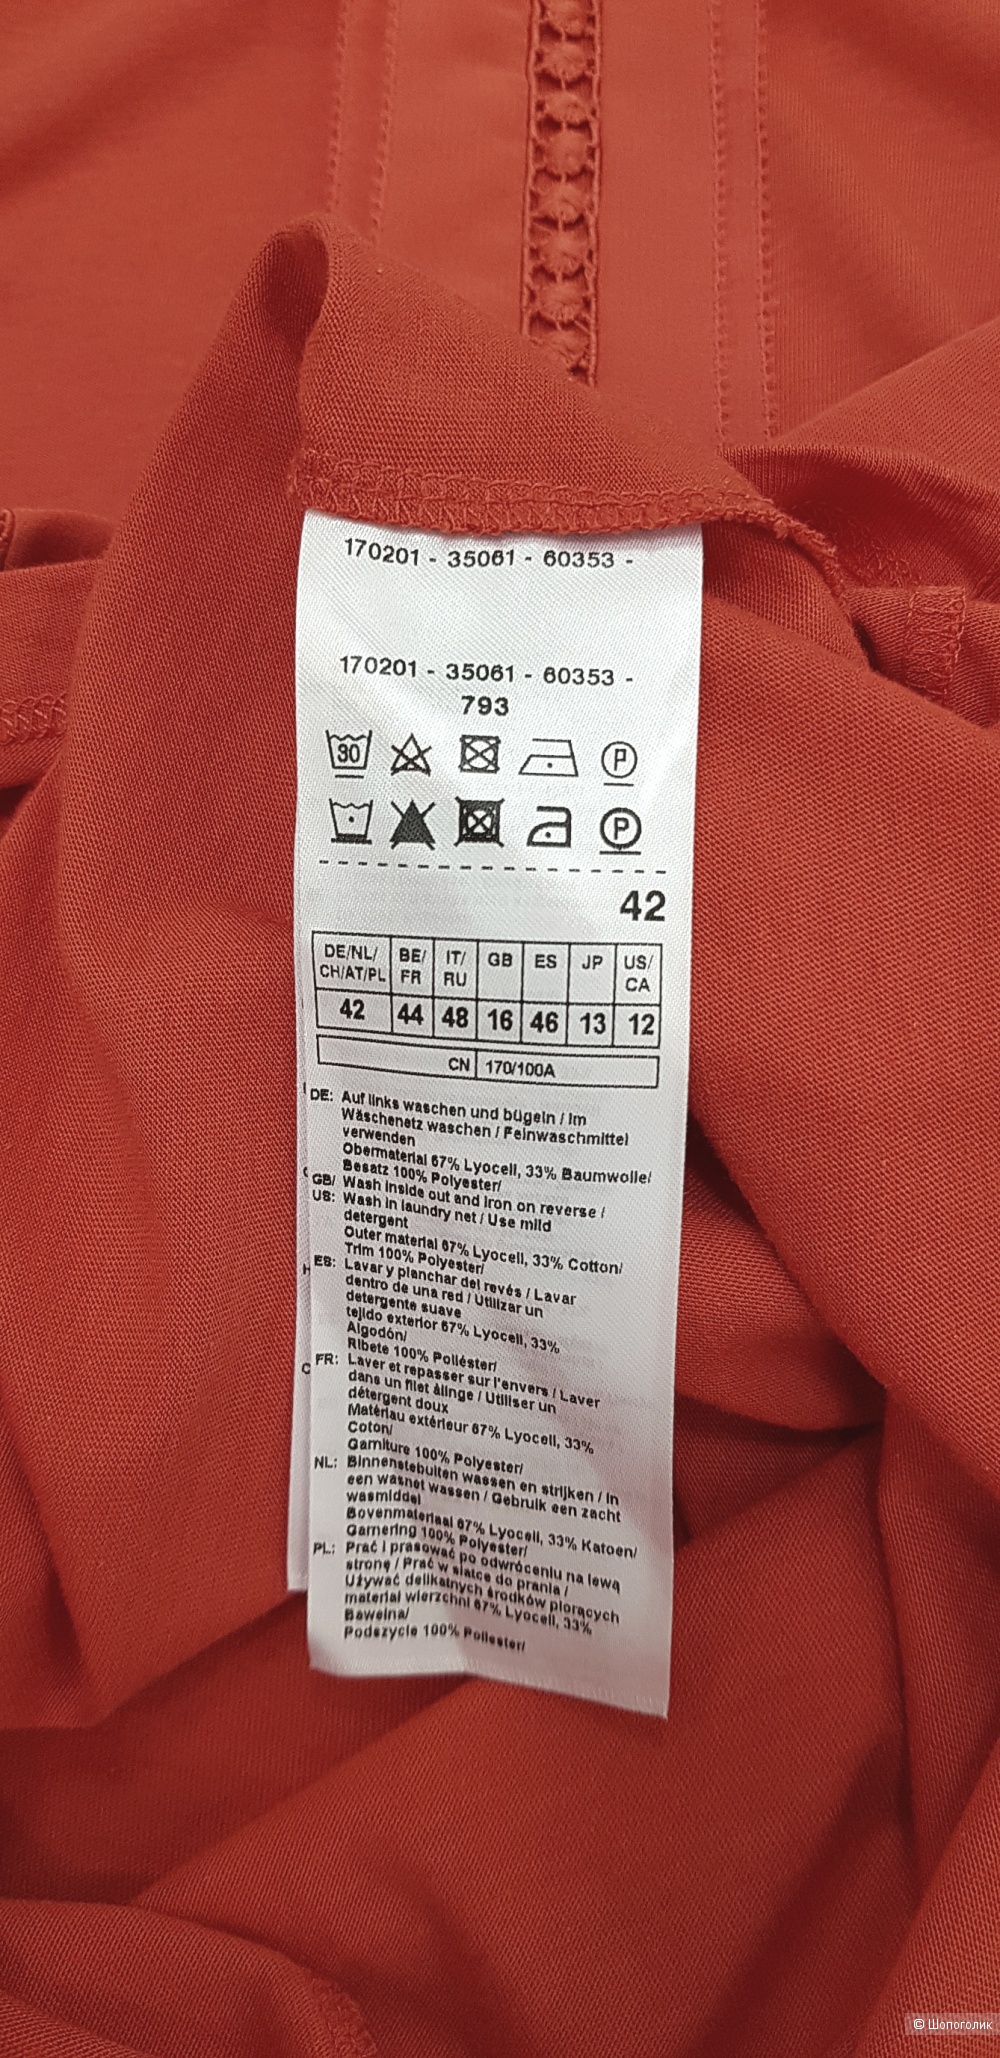 170201 - 35061 - 60353 -
170201 - 35061 - 60353 -
793
30 P
P
42
DE/NL/ CH/AT/PL BE/ FR IT/ RU GB ES JP US/ CA
42 44 48 16 46 13 12
CN 170/100A
DE: Auf links waschen und bügeln / Im
Wäschenetz waschen / Feinwaschmittel
verwenden
Obermaterial 67% Lyocell, 33% Baumwolle/
Besatz 100% Polyester/
GB/ Wash inside out and iron on reverse /
US: Wash in laundry net / Use mild
detergent
Outer material 67% Lyocell, 33% Cotton/
Trim 100% Polyester/
ES: Lavar y planchar del revés / Lavar
dentro de una red / Utilizar un
detergente suave
tejido exterior 67% Lyocell, 33%
Algodón/
Ribete 100% Poliéster/
FR: Laver et repasser sur l'envers / Laver
dans un filet àlinge / Utiliser un
détergent doux
Matériau extérieur 67% Lyocell, 33%
Coton/
Garniture 100% Polyester/
NL: Binnenstebuiten wassen en strijken / In
een wasnet wassen / Gebruik een zacht
wasmiddel
Bovenmateriaal 67% Lyocell, 33% Katoen/
Garnering 100% Polyester/
PL: Prać i prasować po odwróceniu na lewą
stronę / Prać w siatce do prania /
Używać delikatnych środków piorących
materiał wierzchni 67% Lyocell, 33%
Bawełna/
Podszycie 100% Poliester/
© Шопоголик